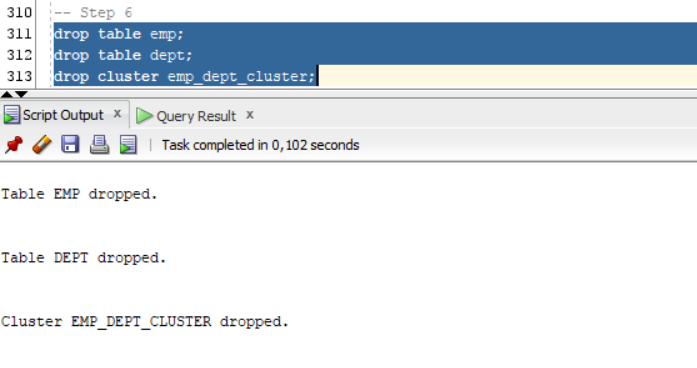 310 -- Step 6
311 drop table emp;
312 drop table dept;
313 drop cluster emp_dept_cluster;
Script Output x Query Result x
Task completed in 0,102 seconds
Table EMP dropped.
Table DEPT dropped.
Cluster EMP_DEPT_CLUSTER dropped.